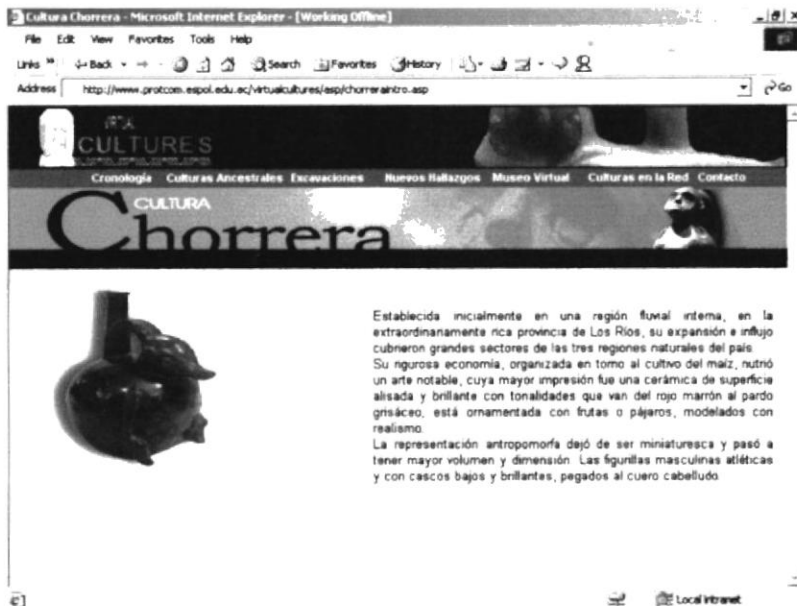 Cultura Chorrera - Microsoft Internet Explorer - [Working Offline]
File Edit View Favorites Tools Help
Links » Back Search Favorites History
Address http://www.protcom.espol.edu.ec/virtualcultures/asp/chorreraintro.asp Go
CULTURES
Cronología Culturas Ancestrales Excavaciones Nuevos Hallazgos Museo Virtual Culturas en la Red Contacto
CULTURA
Chorrera
Establecida inicialmente en una región fluvial interna, en la
extraordinariamente rica provincia de Los Ríos, su expansión e influjo
cubrieron grandes sectores de las tres regiones naturales del país.
Su rigurosa economía, organizada en torno al cultivo del maíz, nutrió
un arte notable, cuya mayor impresión fue una cerámica de superficie
alisada y brillante con tonalidades que van del rojo marrón al pardo
grisáceo, está ornamentada con frutas o pájaros, modelados con
realismo.
La representación antropomorfa dejó de ser miniaturesca y pasó a
tener mayor volumen y dimensión. Las figurillas masculinas atléticas
y con cascos bajos y brillantes, pegados al cuero cabelludo.
Local intranet